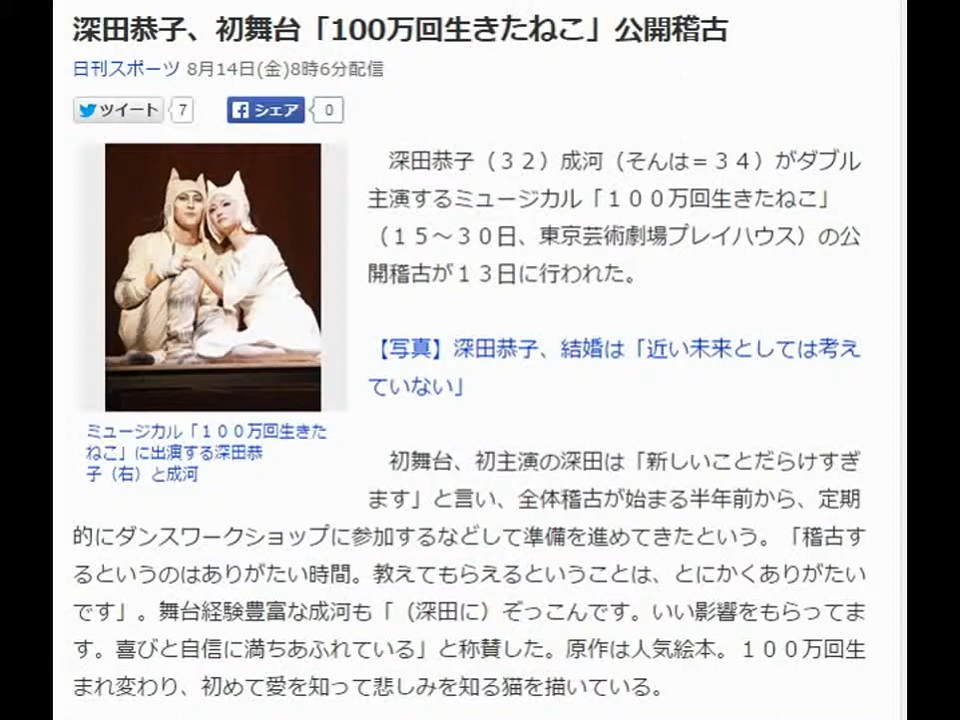 深田恭子、初舞台「100万回生きたねこ」公開稽古
日刊スポーツ 8月14日(金)8時6分配信
ツイート 7 シェア 0
深田恭子（３２）成河（そんは＝３４）がダブル
主演するミュージカル「１００万回生きたねこ」
（１５～３０日、東京芸術劇場プレイハウス）の公
開稽古が１３日に行われた。
【写真】深田恭子、結婚は「近い未来としては考え
ていない」
ミュージカル「１００万回生きた
ねこ」に出演する深田恭
子（右）と成河
初舞台、初主演の深田は「新しいことだらけすぎ
ます」と言い、全体稽古が始まる半年前から、定期
的にダンスワークショップに参加するなどして準備を進めてきたという。「稽古す
るというのはありがたい時間。教えてもらえるということは、とにかくありがたい
です」。舞台経験豊富な成河も「（深田に）ぞっこんです。いい影響をもらってま
す。喜びと自信に満ちあふれている」と称賛した。原作は人気絵本。１００万回生
まれ変わり、初めて愛を知って悲しみを知る猫を描いている。